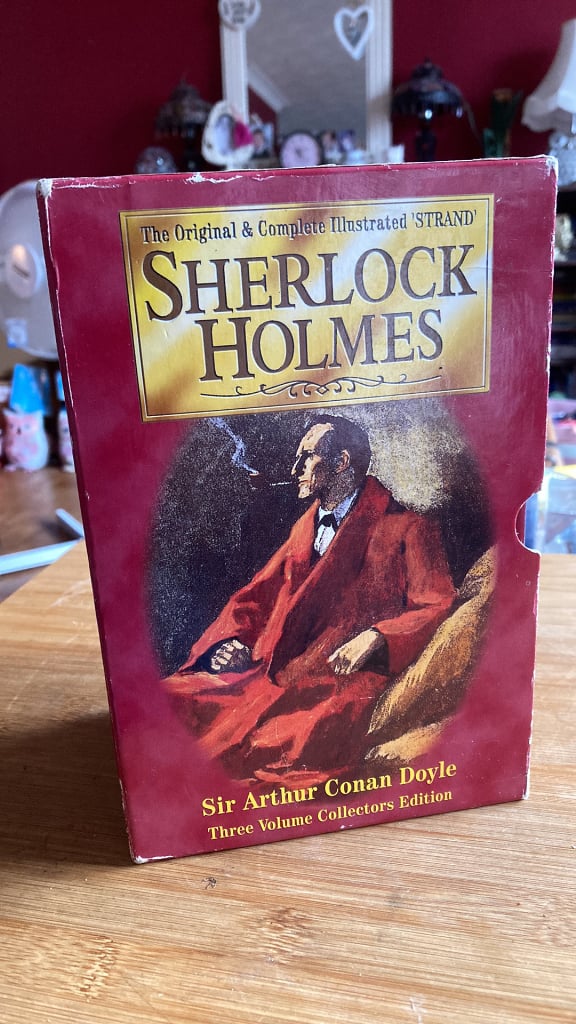 The Original & Complete Illustrated 'STRAND'
SHERLOCK
HOLMES
Sir Arthur Conan Doyle
Three Volume Collectors Edition